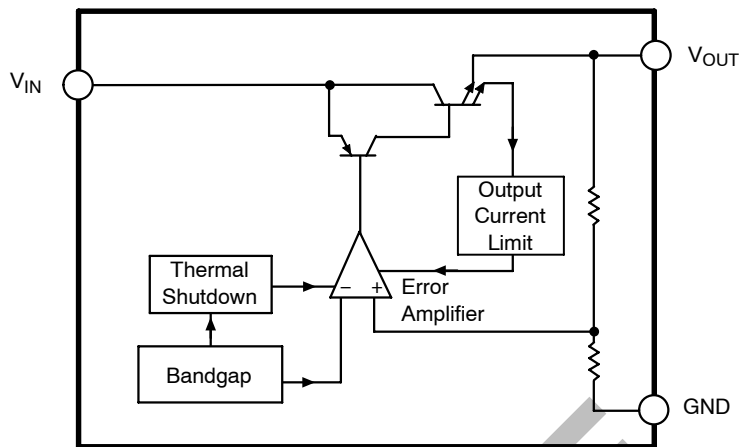 V_IN
V_OUT
Output
Current
Limit
Thermal
Shutdown
− +
Error
Amplifier
Bandgap
GND